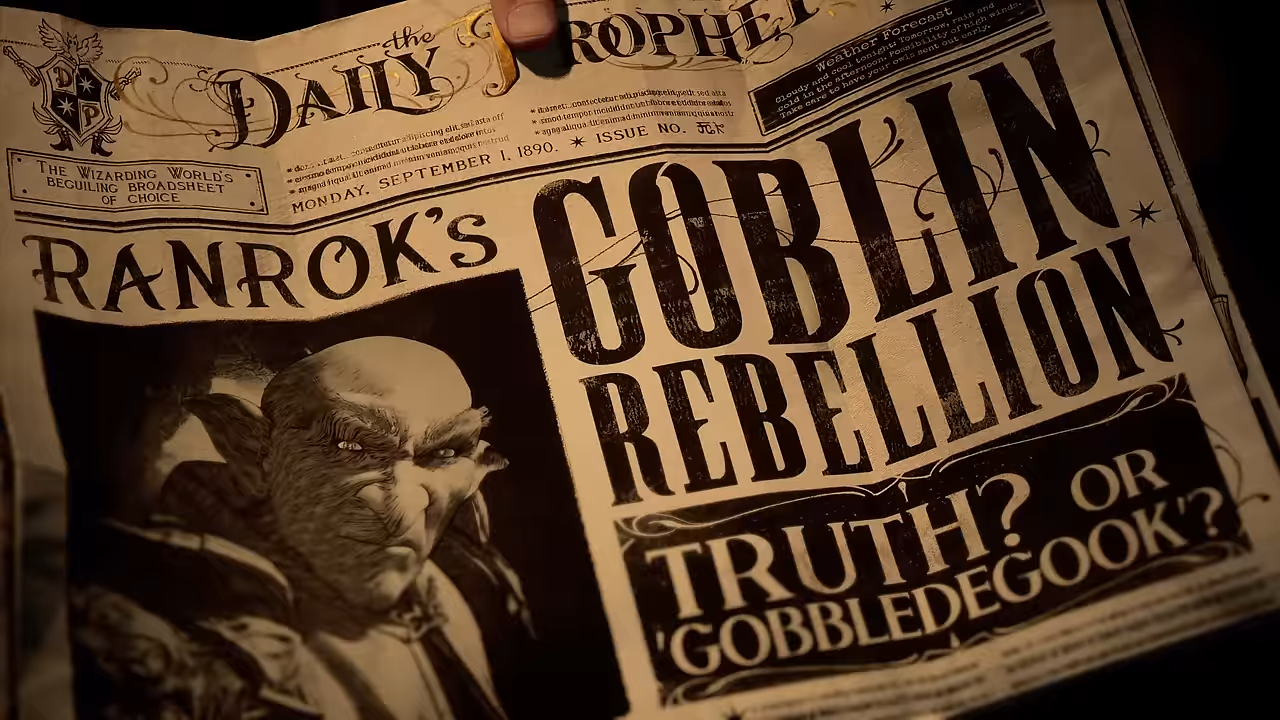 the
DAILY PROPHET
D P
THE WIZARDING WORLD'S
BEGUILING BROADSHEET
OF CHOICE
MONDAY, SEPTEMBER 1, 1890. ISSUE NO.
Weather Forecast
Cloudy and cool tonight: Tomorrow, rain and
cold in the afternoon. Possibility of high winds.
Take care to have your owls sent out early.
RANROK'S
GOBLIN
REBELLION
TRUTH? OR
'GOBBLEDEGOOK'?